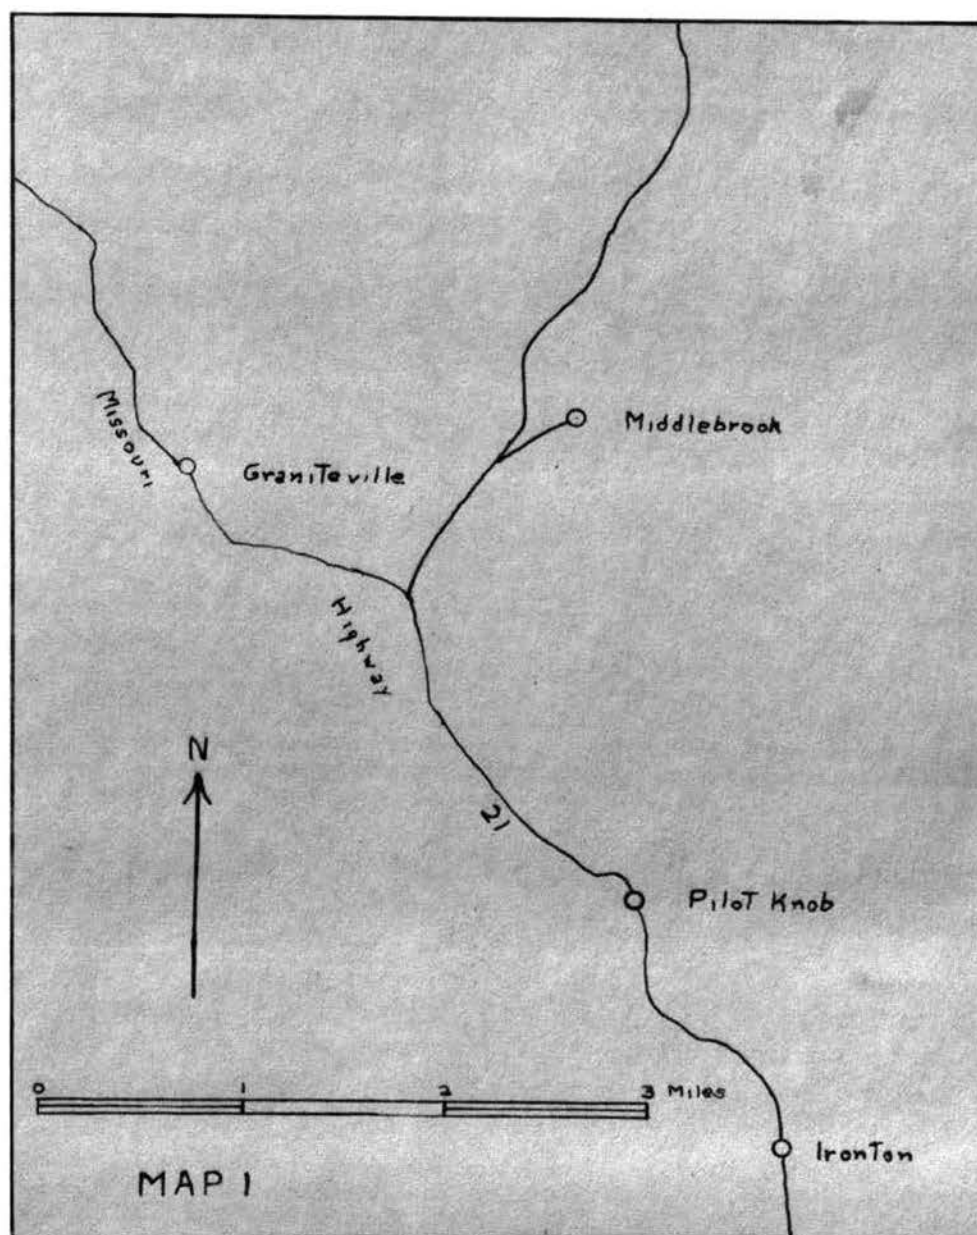 Middlebrook
Missouri
Graniteville
Highway
N
21
Pilot Knob
0 1 2 3 Miles
Ironton
MAP 1